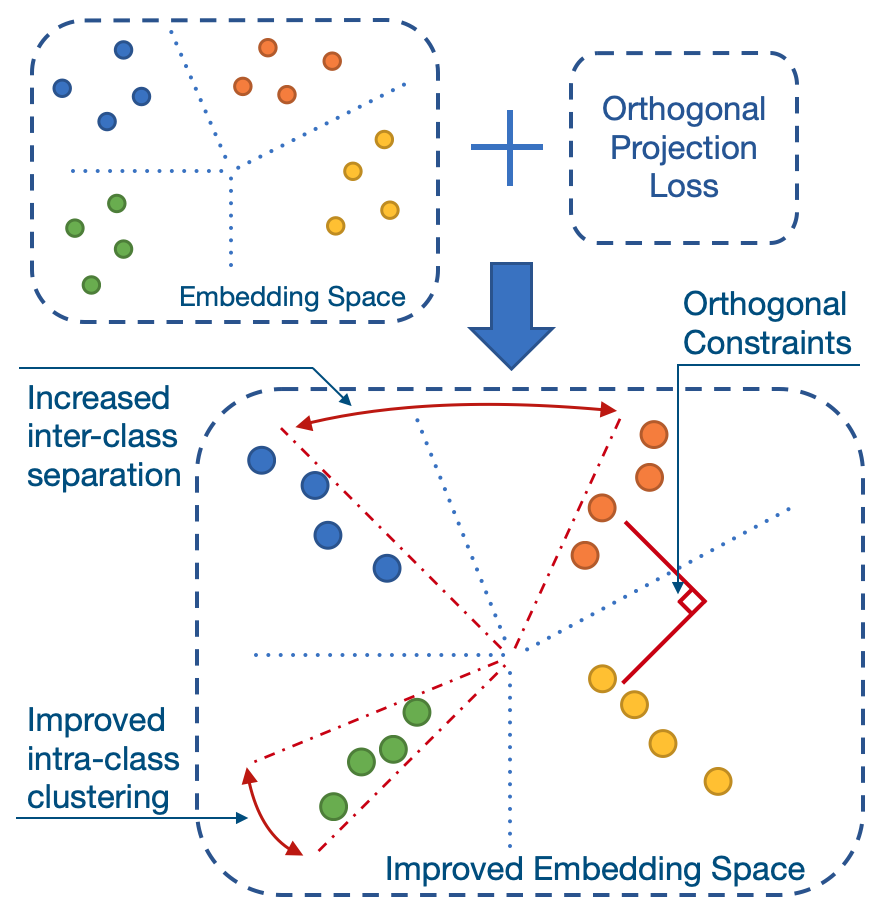 Orthogonal
Projection
Loss
Embedding Space
Orthogonal
Constraints
Increased
inter-class
separation
Improved
intra-class
clustering
Improved Embedding Space